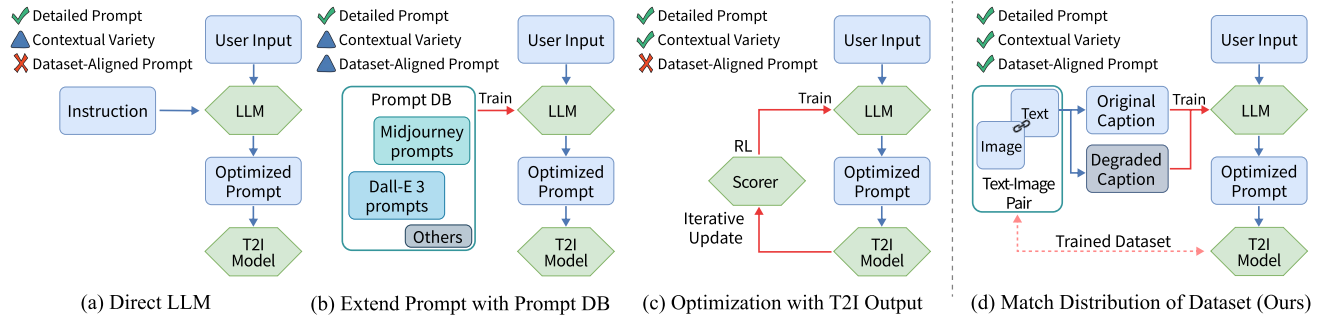 Detailed Prompt
Contextual Variety
Dataset-Aligned Prompt
User Input
Instruction
LLM
Optimized
Prompt
T2I
Model
(a) Direct LLM
Detailed Prompt
Contextual Variety
Dataset-Aligned Prompt
User Input
Prompt DB
Midjourney
prompts
Dall-E 3
prompts
Others
Train
LLM
Optimized
Prompt
T2I
Model
(b) Extend Prompt with Prompt DB
Detailed Prompt
Contextual Variety
Dataset-Aligned Prompt
User Input
Train
LLM
RL
Scorer
Iterative
Update
Optimized
Prompt
T2I
Model
(c) Optimization with T2I Output
Detailed Prompt
Contextual Variety
Dataset-Aligned Prompt
User Input
Text
Image
Text-Image
Pair
Original
Caption
Degraded
Caption
Train
LLM
Optimized
Prompt
Trained Dataset
T2I
Model
(d) Match Distribution of Dataset (Ours)